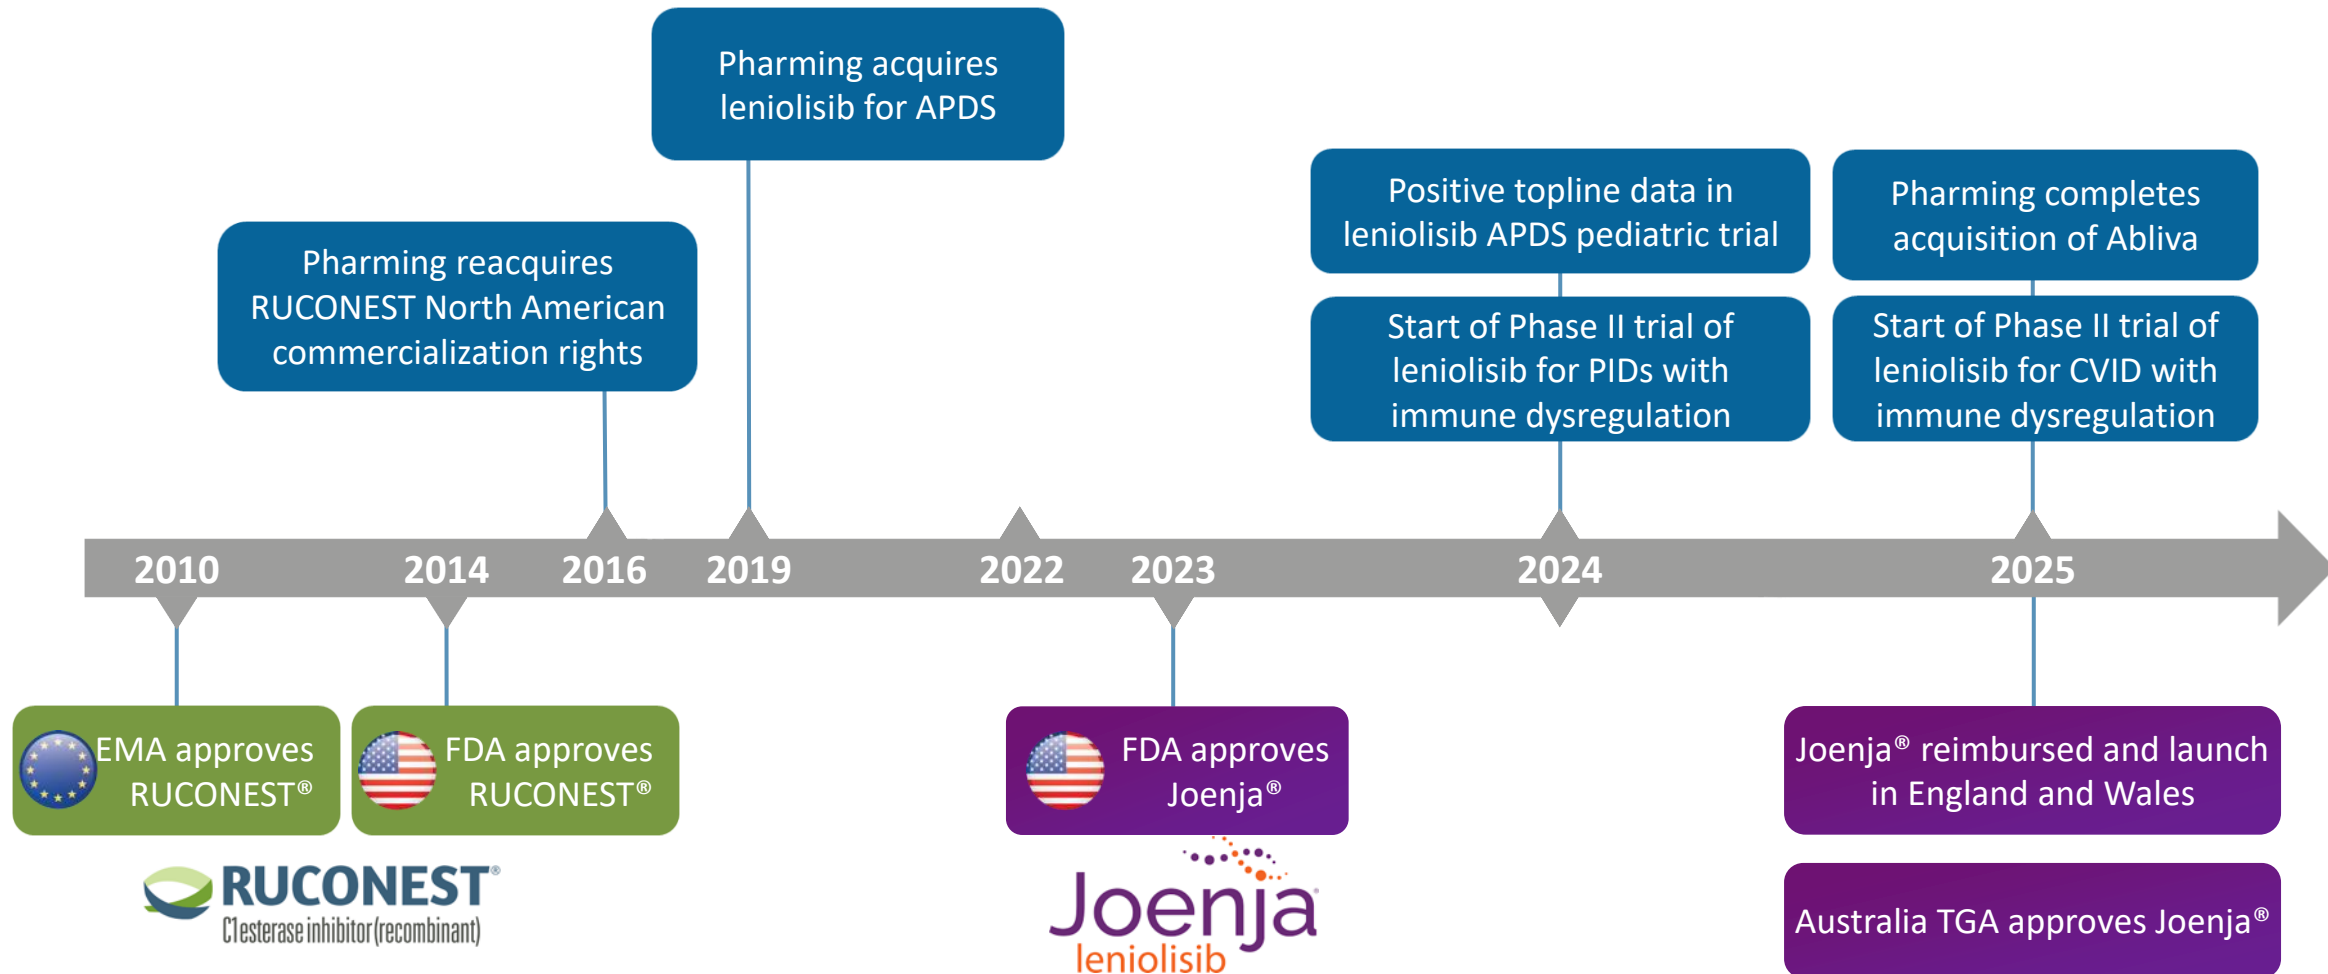 Pharming acquires
leniolisib for APDS
Positive topline data in
leniolisib APDS pediatric trial
Pharming completes
acquisition of Abliva
Pharming reacquires
RUCONEST North American
commercialization rights
Start of Phase II trial of
leniolisib for PIDs with
immune dysregulation
Start of Phase II trial of
leniolisib for CVID with
immune dysregulation
2010 2014 2016 2019 2022 2023 2024 2025
EMA approves
RUCONEST®
FDA approves
RUCONEST®
FDA approves
Joenja®
Joenja® reimbursed and launch
in England and Wales
RUCONEST®
C1 esterase inhibitor (recombinant)
Joenja
leniolisib
Australia TGA approves Joenja®